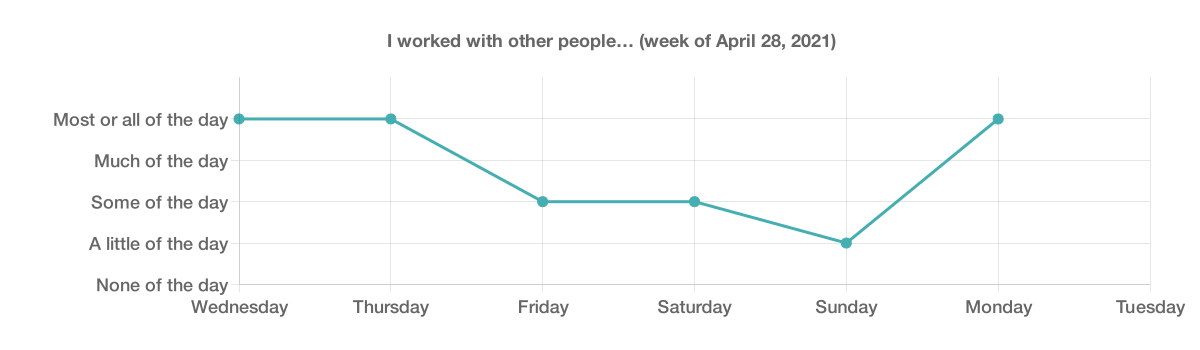 I worked with other people… (week of April 28, 2021)
Most or all of the day
Much of the day
Some of the day
A little of the day
None of the day
Wednesday Thursday Friday Saturday Sunday Monday Tuesday